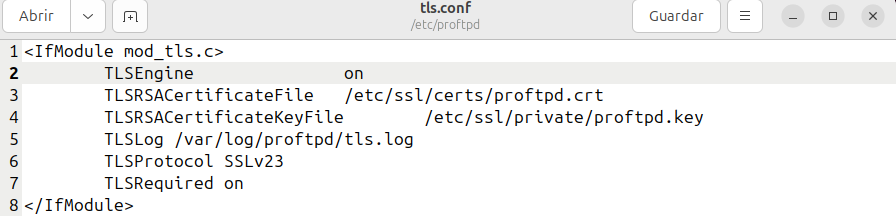 Abrir
tls.conf
/etc/proftpd
Guardar
1 <IfModule mod_tls.c>
2 TLSEngine on
3 TLSRSACertificateFile /etc/ssl/certs/proftpd.crt
4 TLSRSACertificateKeyFile /etc/ssl/private/proftpd.key
5 TLSLog /var/log/proftpd/tls.log
6 TLSProtocol SSLv23
7 TLSRequired on
8 </IfModule>